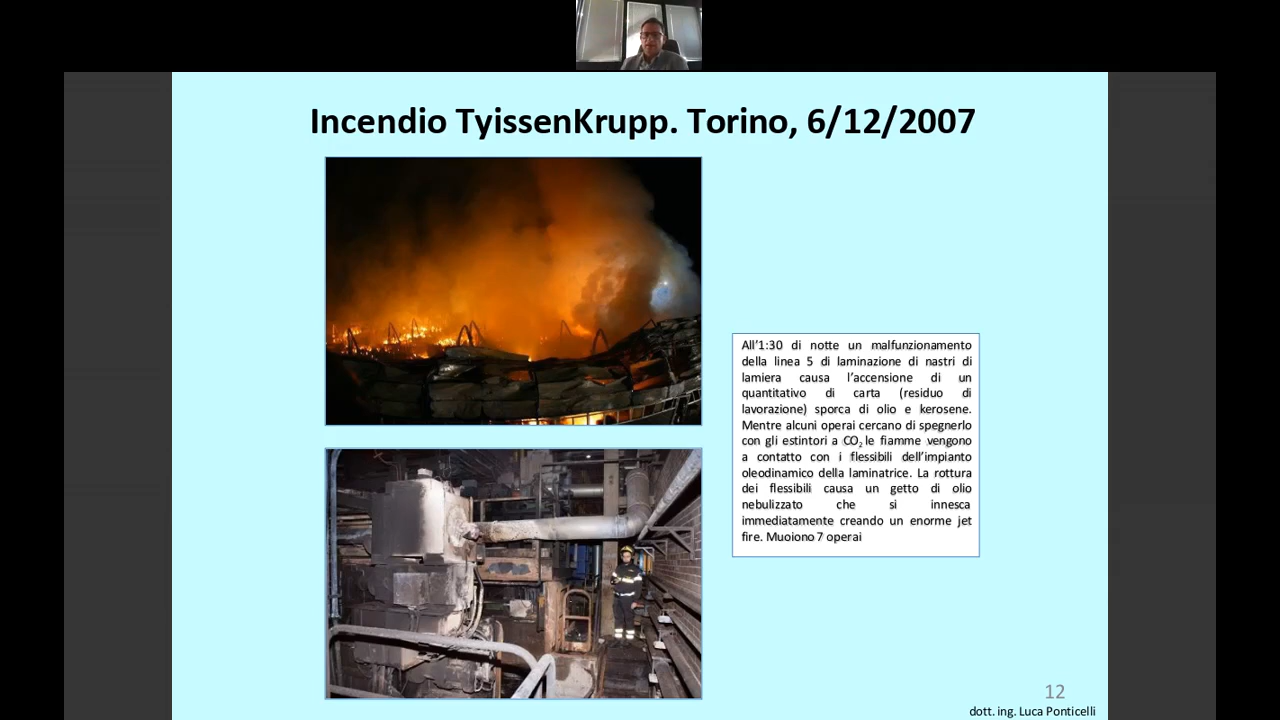 Incendio TyissenKrupp. Torino, 6/12/2007
All'1:30 di notte un malfunzionamento
della linea 5 di laminazione di nastri di
lamiera causa l'accensione di un
quantitativo di carta (residuo di
lavorazione) sporca di olio e kerosene.
Mentre alcuni operai cercano di spegnerlo
con gli estintori a CO₂ le fiamme vengono
a contatto con i flessibili dell'impianto
oleodinamico della laminatrice. La rottura
dei flessibili causa un getto di olio
nebulizzato che si innesca
immediatamente creando un enorme jet
fire. Muoiono 7 operai
12
dott. ing. Luca Ponticelli